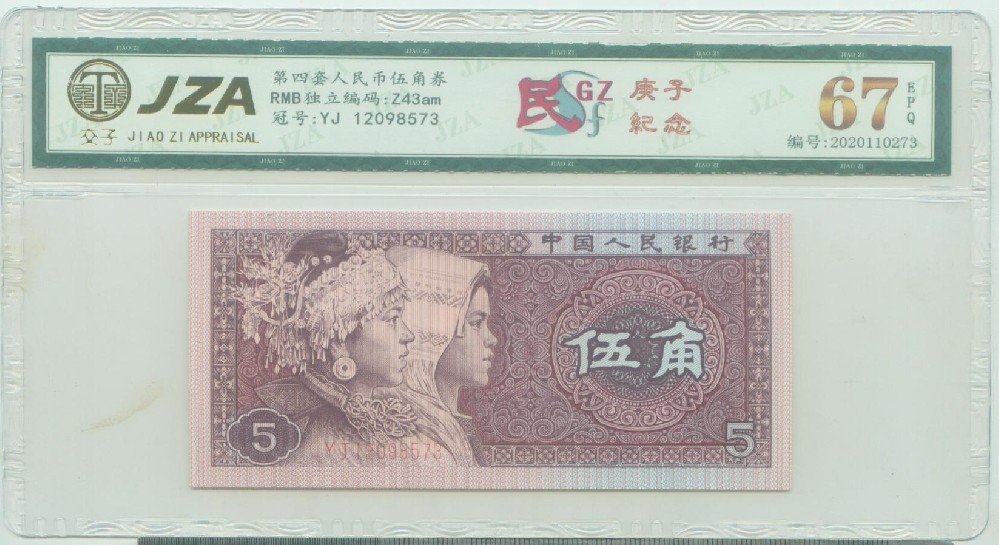 JZA
交子 JIAO ZI APPRAISAL
第四套人民币伍角券
RMB独立编码:Z43am
冠号:YJ 12098573
民 GZ
Sf
庚子
紀念
67
EPQ
编号:2020110273
中国人民银行
伍角
5
YJ12098573
5